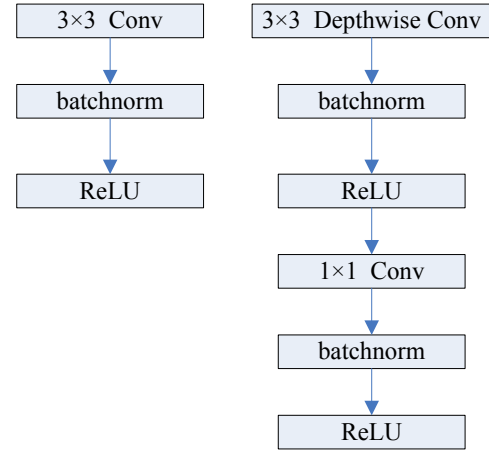 3×3 Conv
batchnorm
ReLU
3×3 Depthwise Conv
batchnorm
ReLU
1×1 Conv
batchnorm
ReLU